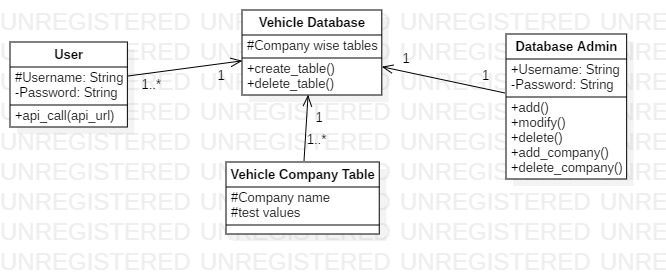 UNREGISTERED UNREGISTERED UNREGISTERED UNREGISTERED
Vehicle Database
#Company wise tables
+create_table()
+delete_table()
User
#Username: String
-Password: String
+api_call(api_url)
1..*
1
Database Admin
+Username: String
-Password: String
+add()
+modify()
+delete()
+add_company()
+delete_company()
1
1
1
1..*
Vehicle Company Table
#Company name
#test values
UNREGISTERED UNREGISTERED UNREGISTERED UNREGISTERED